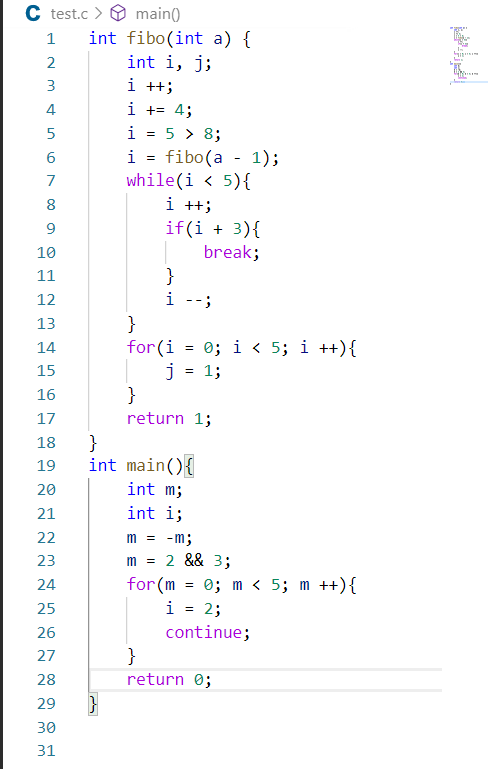 C test.c > main()
1 int fibo(int a) {
2     int i, j;
3     i ++;
4     i += 4;
5     i = 5 > 8;
6     i = fibo(a - 1);
7     while(i < 5){
8         i ++;
9         if(i + 3){
10             break;
11         }
12         i --;
13     }
14     for(i = 0; i < 5; i ++){
15         j = 1;
16     }
17     return 1;
18 }
19 int main(){
20     int m;
21     int i;
22     m = -m;
23     m = 2 && 3;
24     for(m = 0; m < 5; m ++){
25         i = 2;
26         continue;
27     }
28     return 0;
29 }
30
31